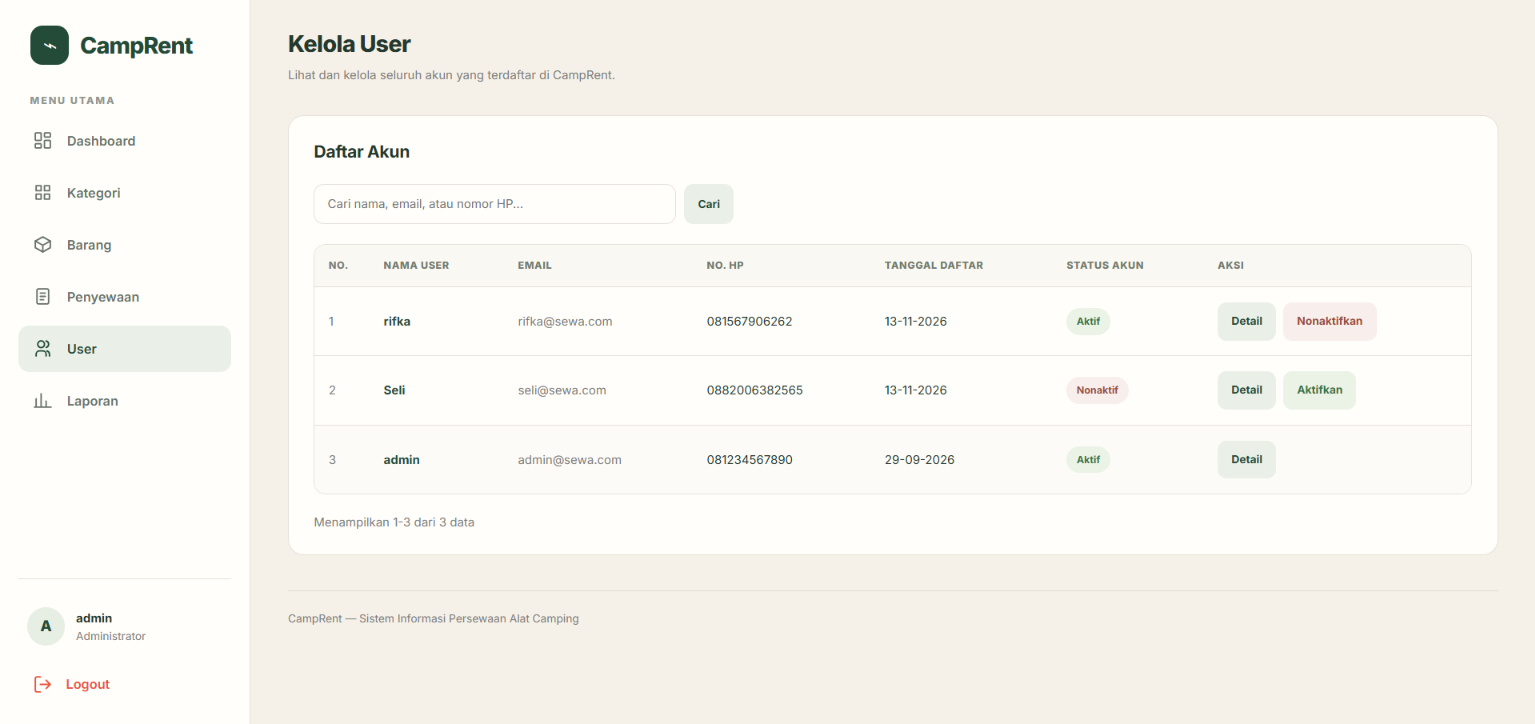 CampRent
MENU UTAMA
Dashboard
Kategori
Barang
Penyewaan
User
Laporan
A
admin
Administrator
Logout
Kelola User
Lihat dan kelola seluruh akun yang terdaftar di CampRent.
Daftar Akun
Cari nama, email, atau nomor HP... Cari
NO. NAMA USER EMAIL NO. HP TANGGAL DAFTAR STATUS AKUN AKSI
1 rifka rifka@sewa.com 081567906262 13-11-2026 Aktif Detail Nonaktifkan
2 Seli seli@sewa.com 0882006382565 13-11-2026 Nonaktif Detail Aktifkan
3 admin admin@sewa.com 081234567890 29-09-2026 Aktif Detail
Menampilkan 1-3 dari 3 data
CampRent — Sistem Informasi Persewaan Alat Camping